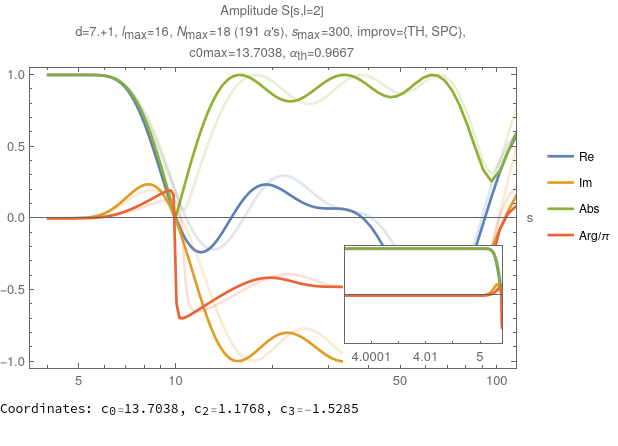 Amplitude S[s,l=2]
d=7.+1, lmax=16, Nmax=18 (191 α's), smax=300, improv={TH, SPC},
c0max=13.7038, αth=0.9667
1.0
0.5
0.0
−0.5
−1.0
5
10
50
100
s
Re
Im
Abs
Arg/π
4.0001
4.01
5
Coordinates: c0=13.7038, c2=1.1768, c3=−1.5285